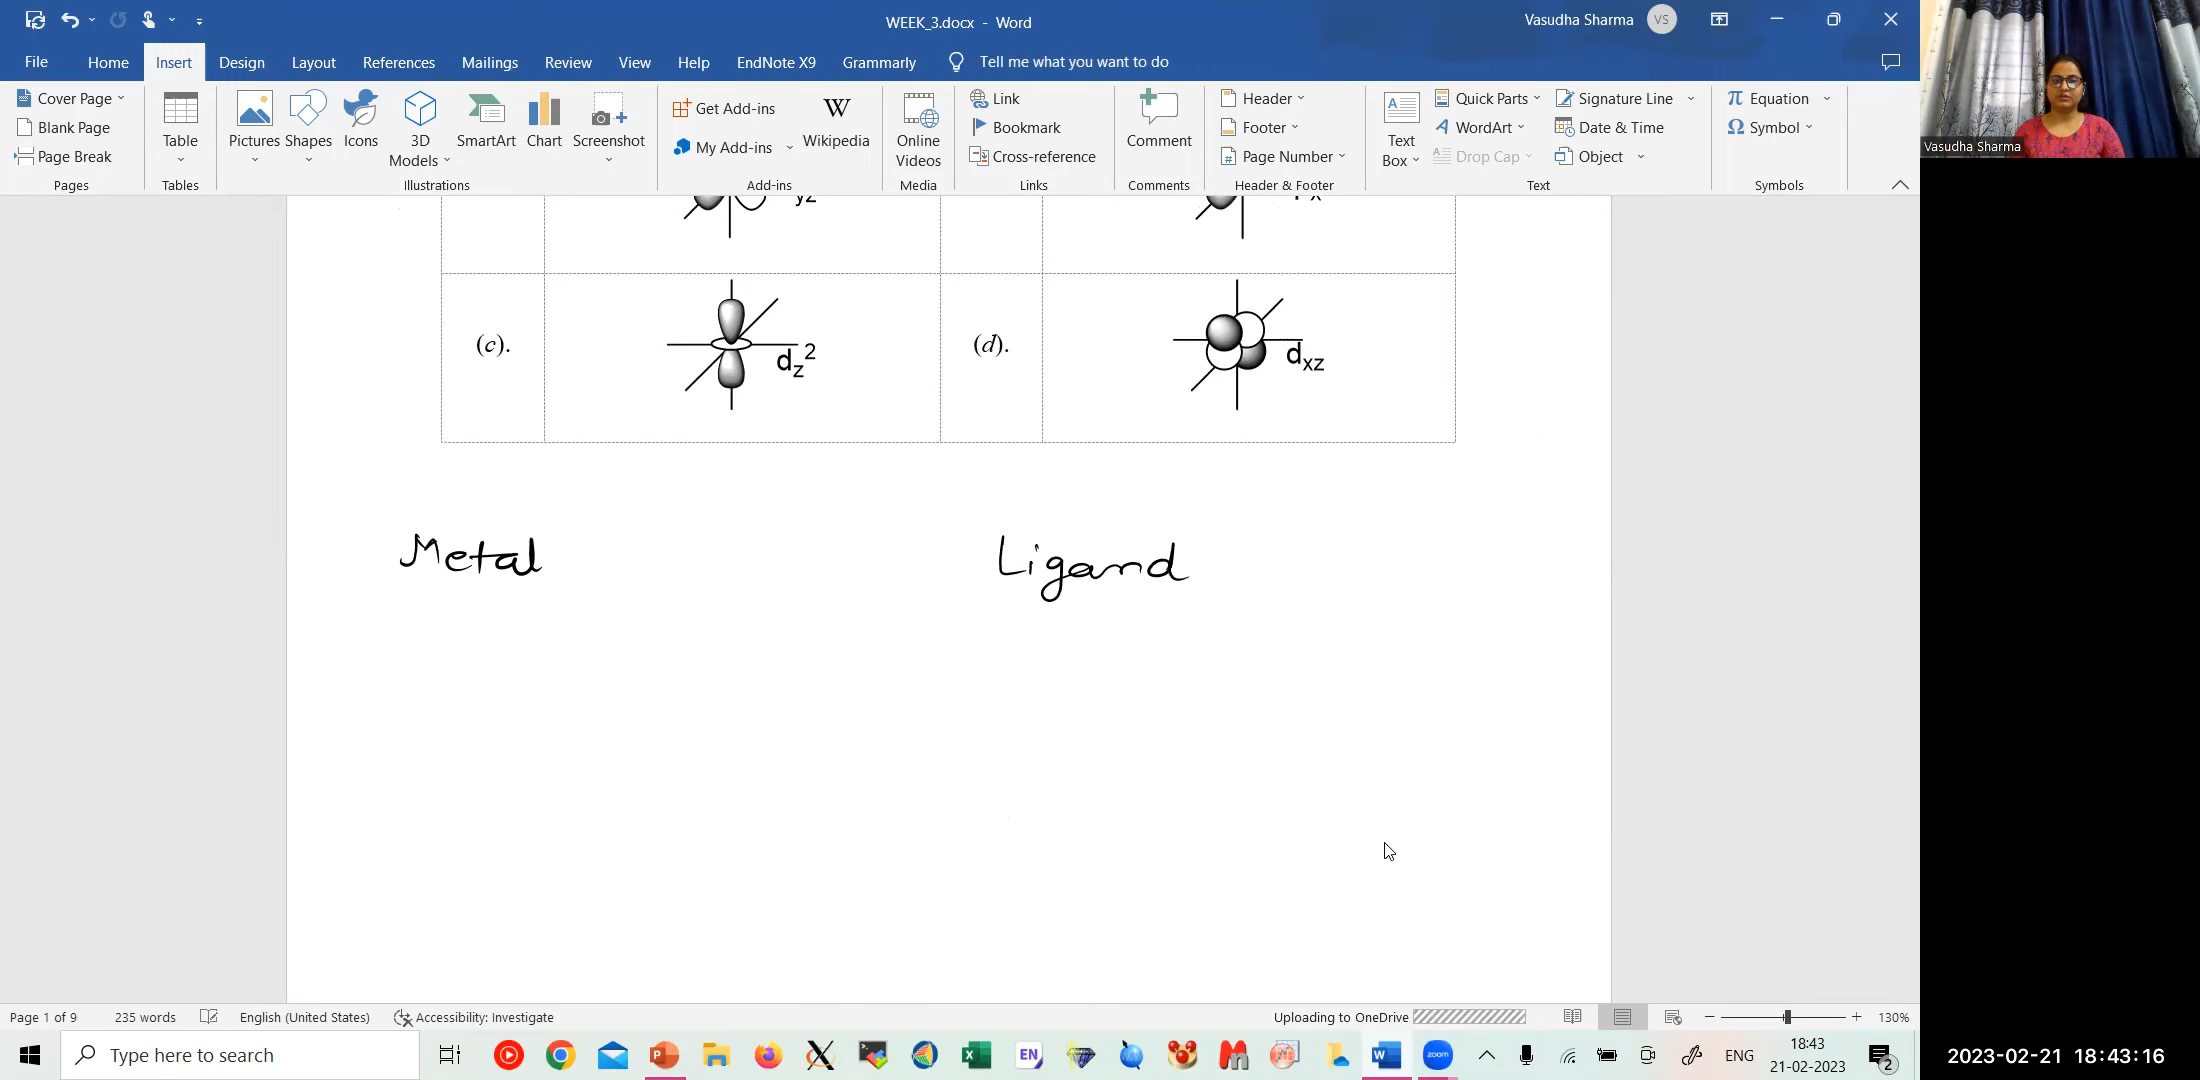 WEEK_3.docx - Word
Vasudha Sharma VS
File Home Insert Design Layout References Mailings Review View Help EndNote X9 Grammarly Tell me what you want to do
Cover Page
Blank Page
Page Break
Pages
Table
Tables
Pictures Shapes Icons 3D Models SmartArt Chart Screenshot
Illustrations
Get Add-ins
My Add-ins
W Wikipedia
Add-ins
Online Videos
Media
Link
Bookmark
Cross-reference
Links
Comment
Comments
Header
Footer
Page Number
Header & Footer
Text Box
Quick Parts
WordArt
Drop Cap
Signature Line
Date & Time
Object
Text
Equation
Symbol
Symbols
Vasudha Sharma
yz
(c). dz2 (d). dxz
Metal Ligand
Page 1 of 9 235 words English (United States) Accessibility: Investigate Uploading to OneDrive 130%
Type here to search
EN
zoom
ENG
18:43
21-02-2023
2
2023-02-21 18:43:16